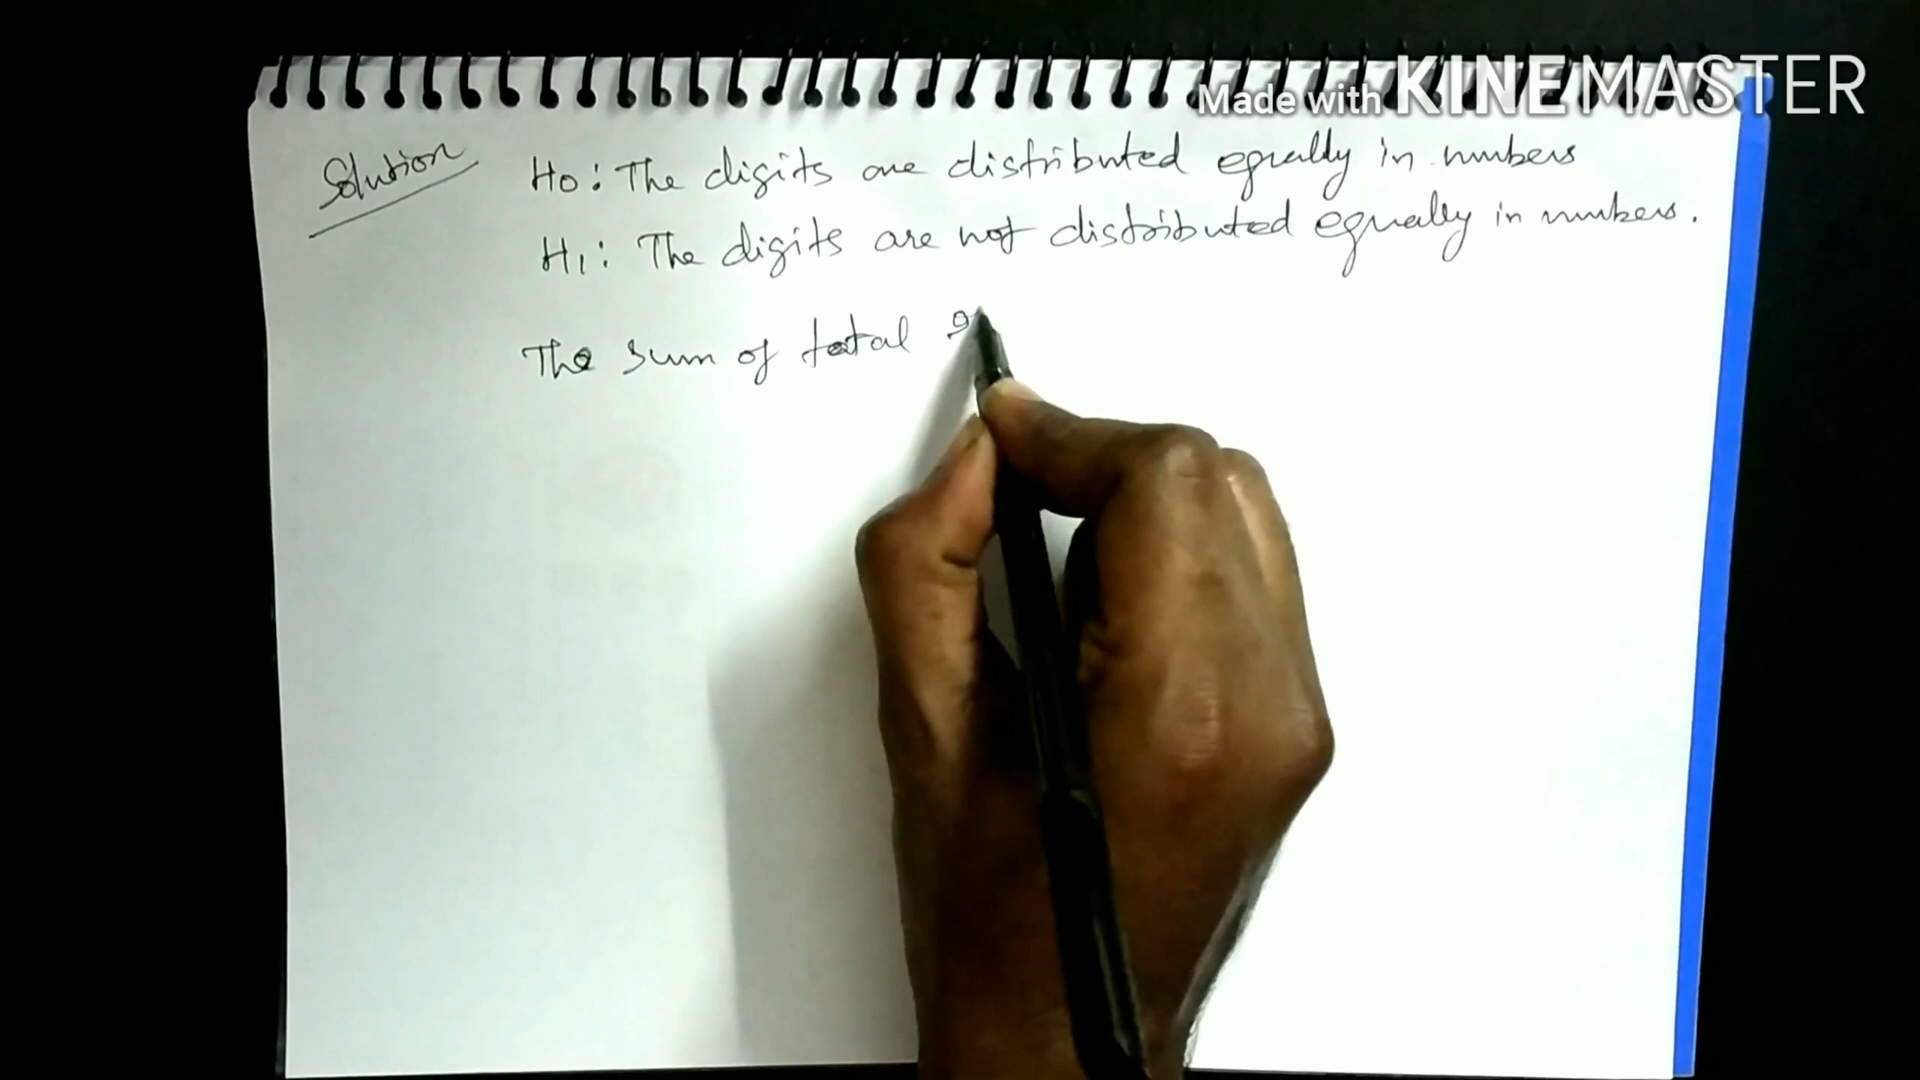 Made with KINEMASTER
Solution
H0: The digits are distributed equally in numbers
H1: The digits are not distributed equally in numbers.
The sum of total